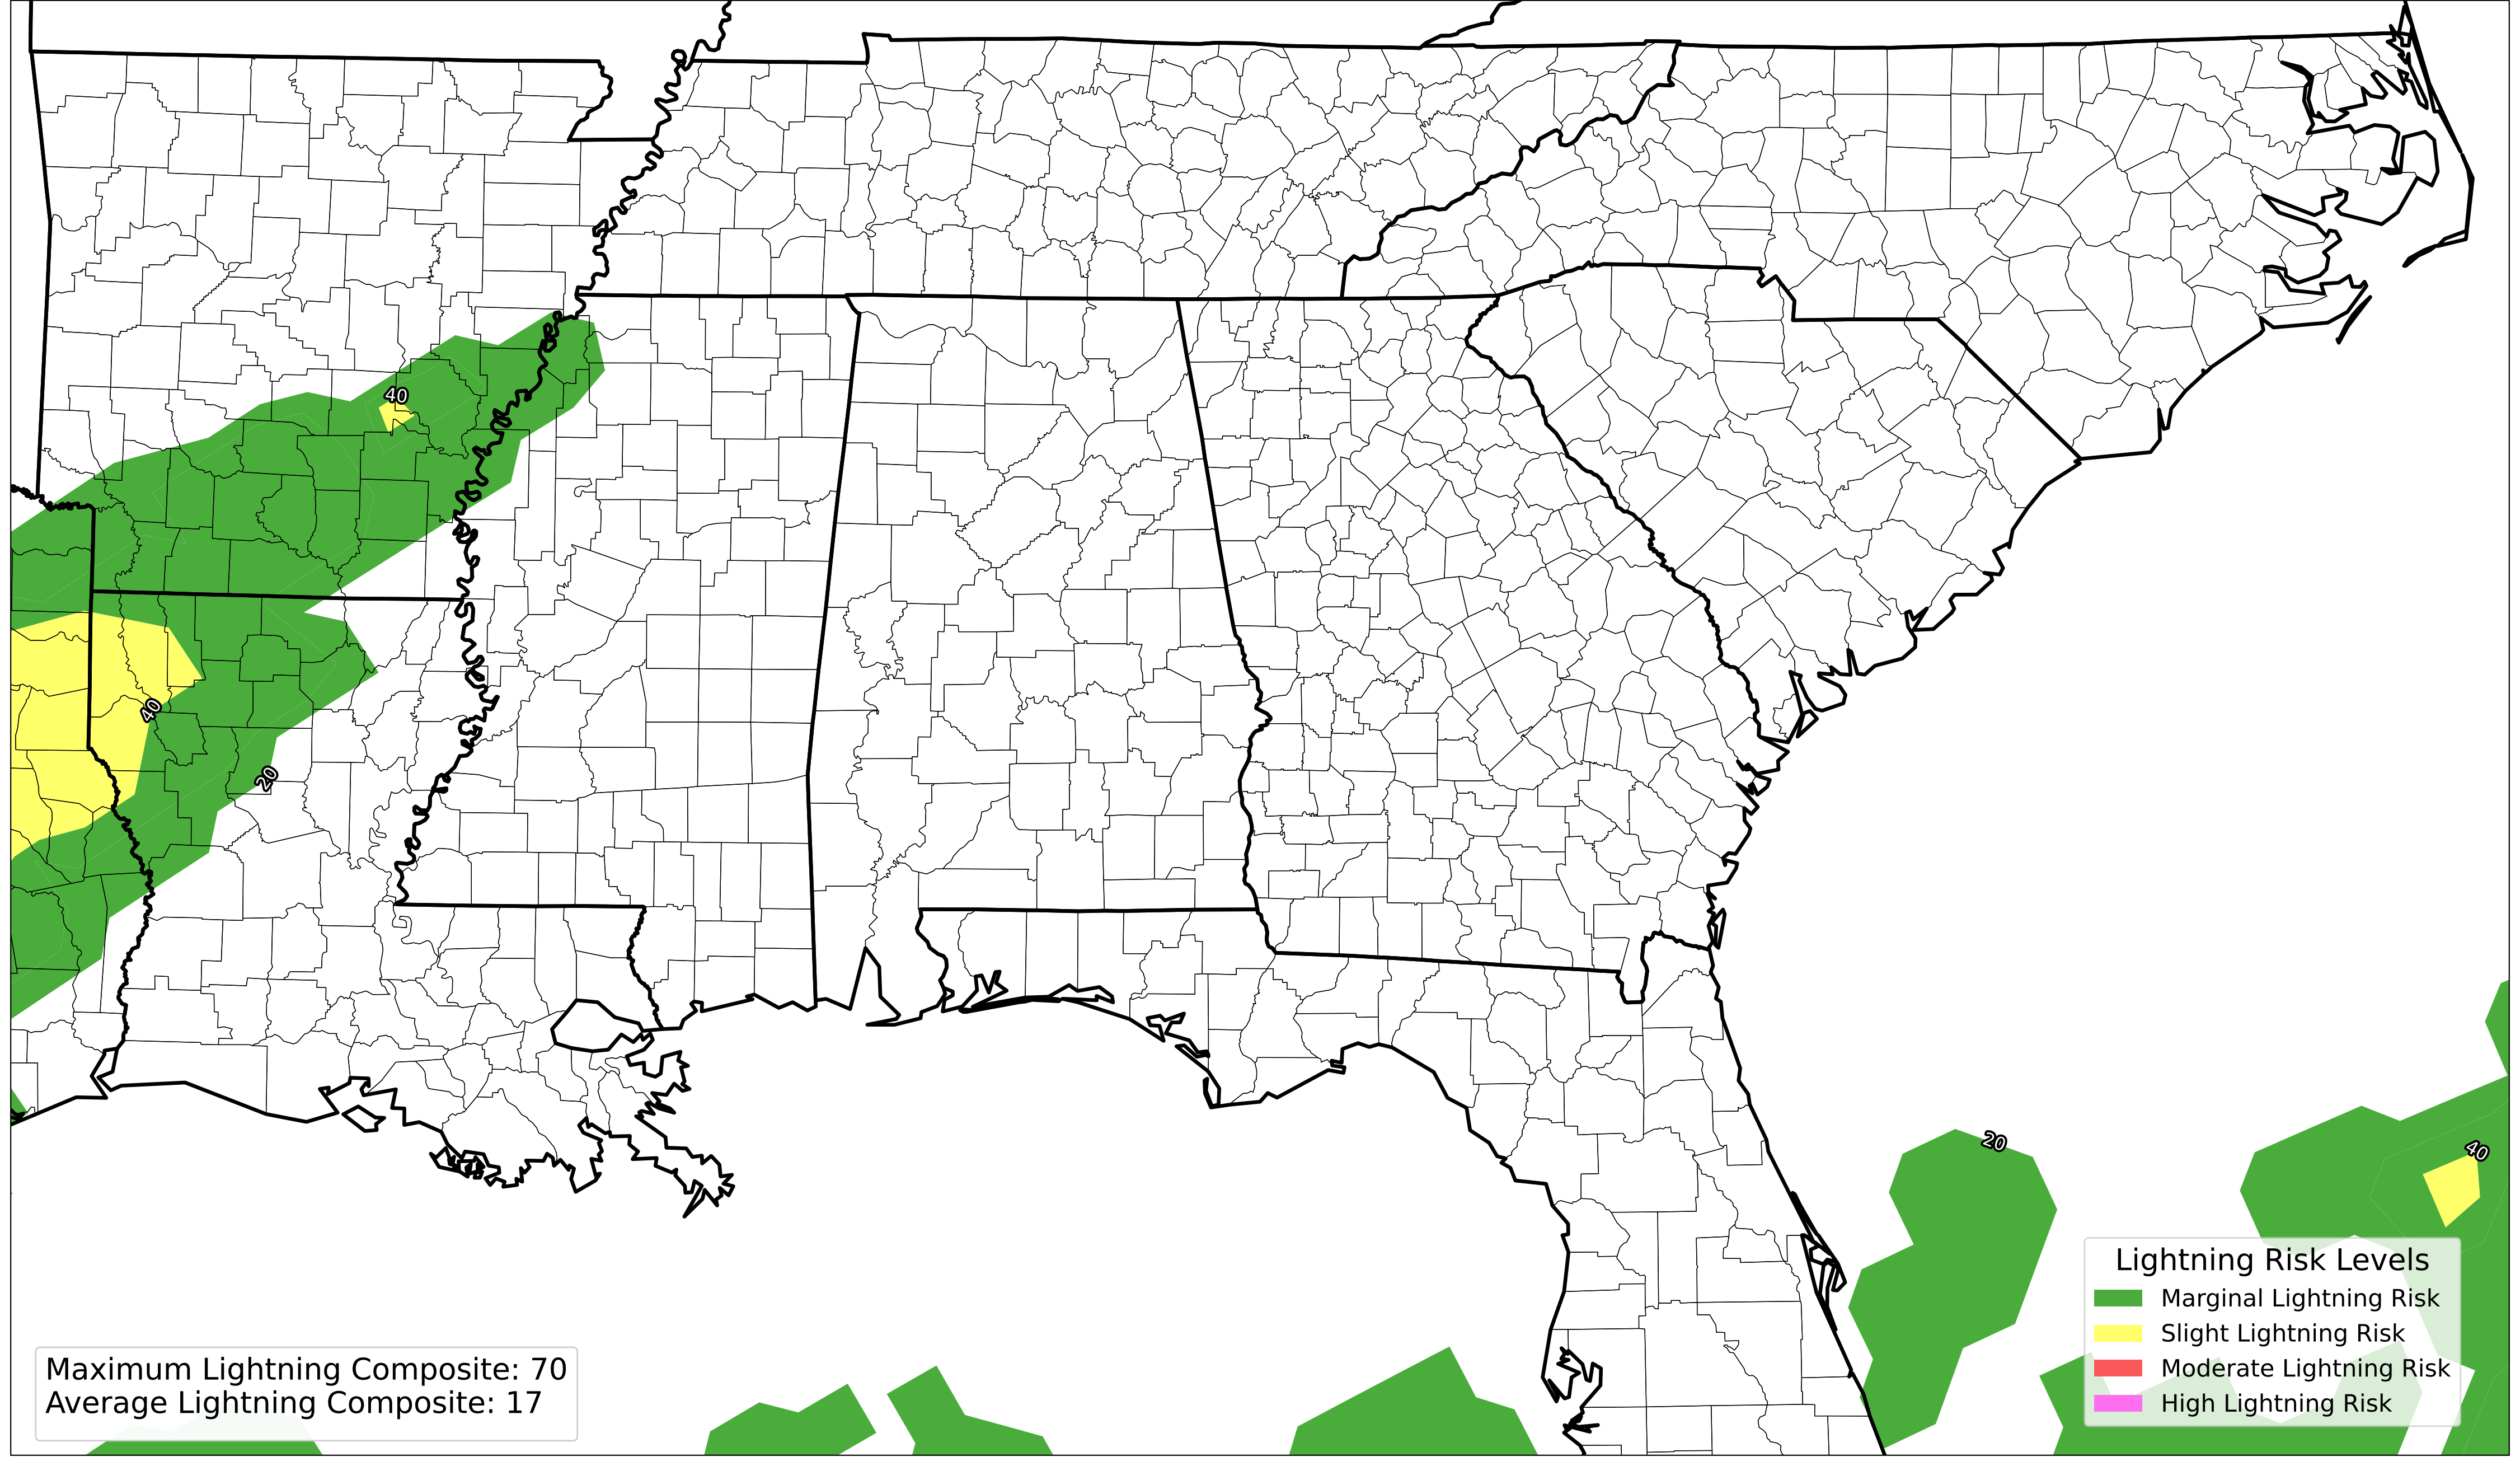 40
40
20
20
40
Lightning Risk Levels
Marginal Lightning Risk
Slight Lightning Risk
Moderate Lightning Risk
High Lightning Risk
Maximum Lightning Composite: 70
Average Lightning Composite: 17